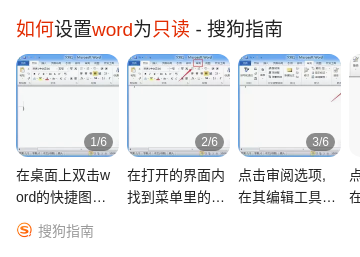 如何设置word为只读 - 搜狗指南
1/6
2/6
3/6
在桌面上双击w
ord的快捷图...
在打开的界面内
找到菜单里的...
点击审阅选项,
在其编辑工具...
点
在
搜狗指南